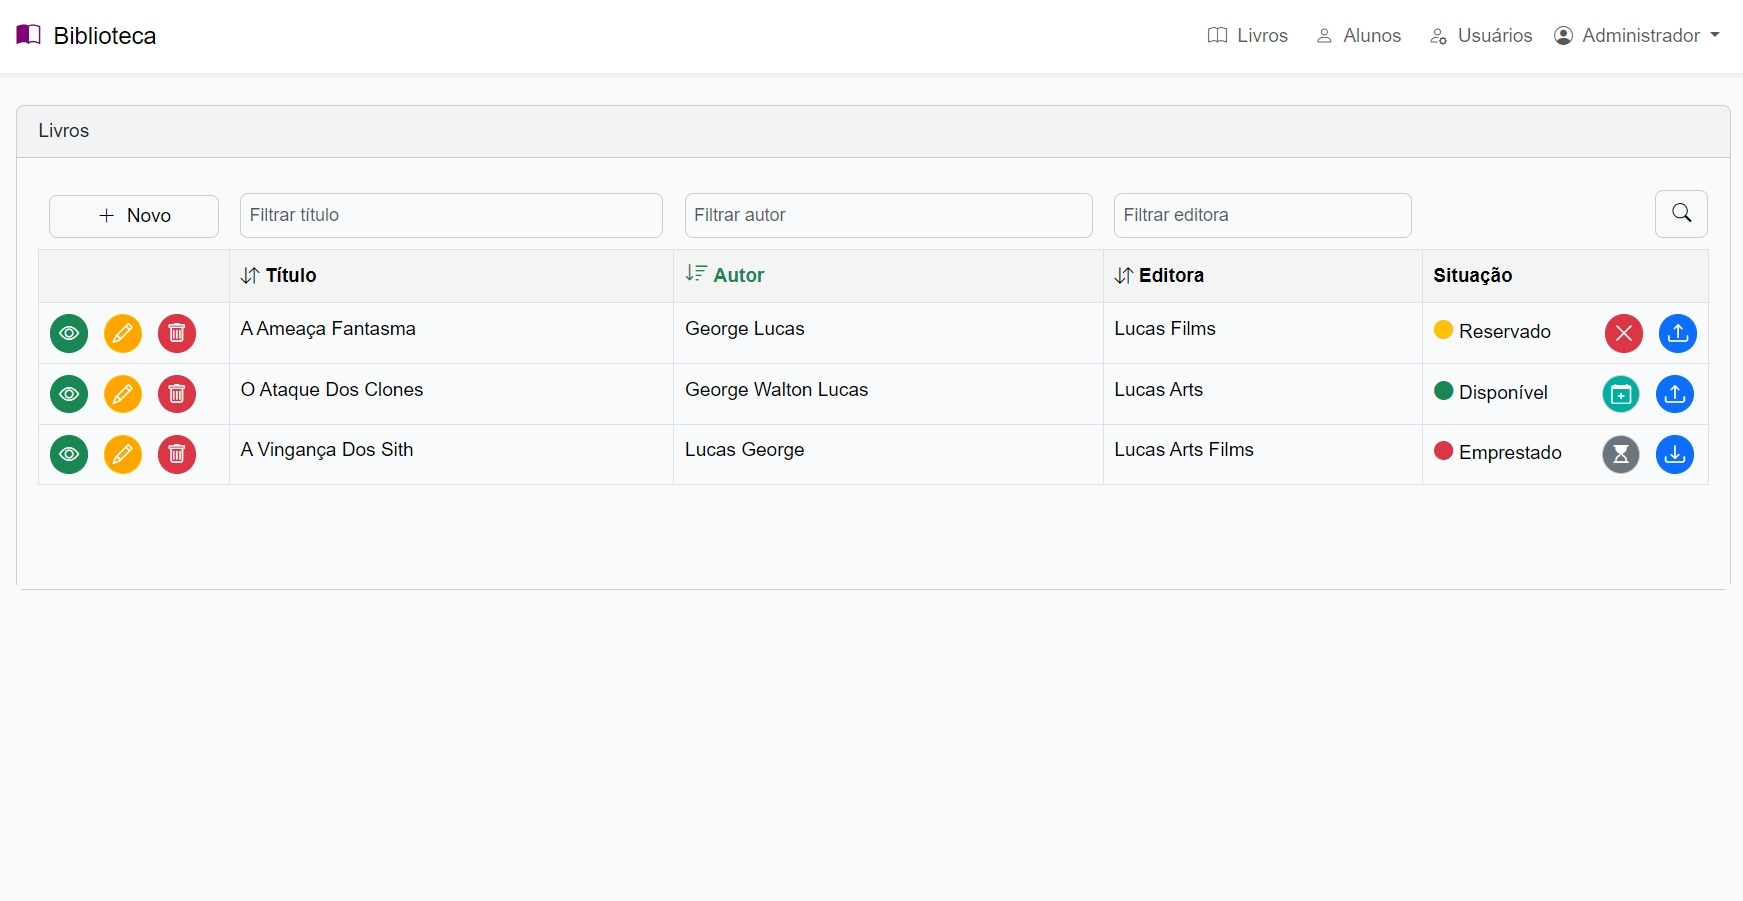 Biblioteca
Livros Alunos Usuários Administrador
Livros
+ Novo Filtrar título Filtrar autor Filtrar editora
Título Autor Editora Situação
A Ameaça Fantasma George Lucas Lucas Films Reservado
O Ataque Dos Clones George Walton Lucas Lucas Arts Disponível
A Vingança Dos Sith Lucas George Lucas Arts Films Emprestado